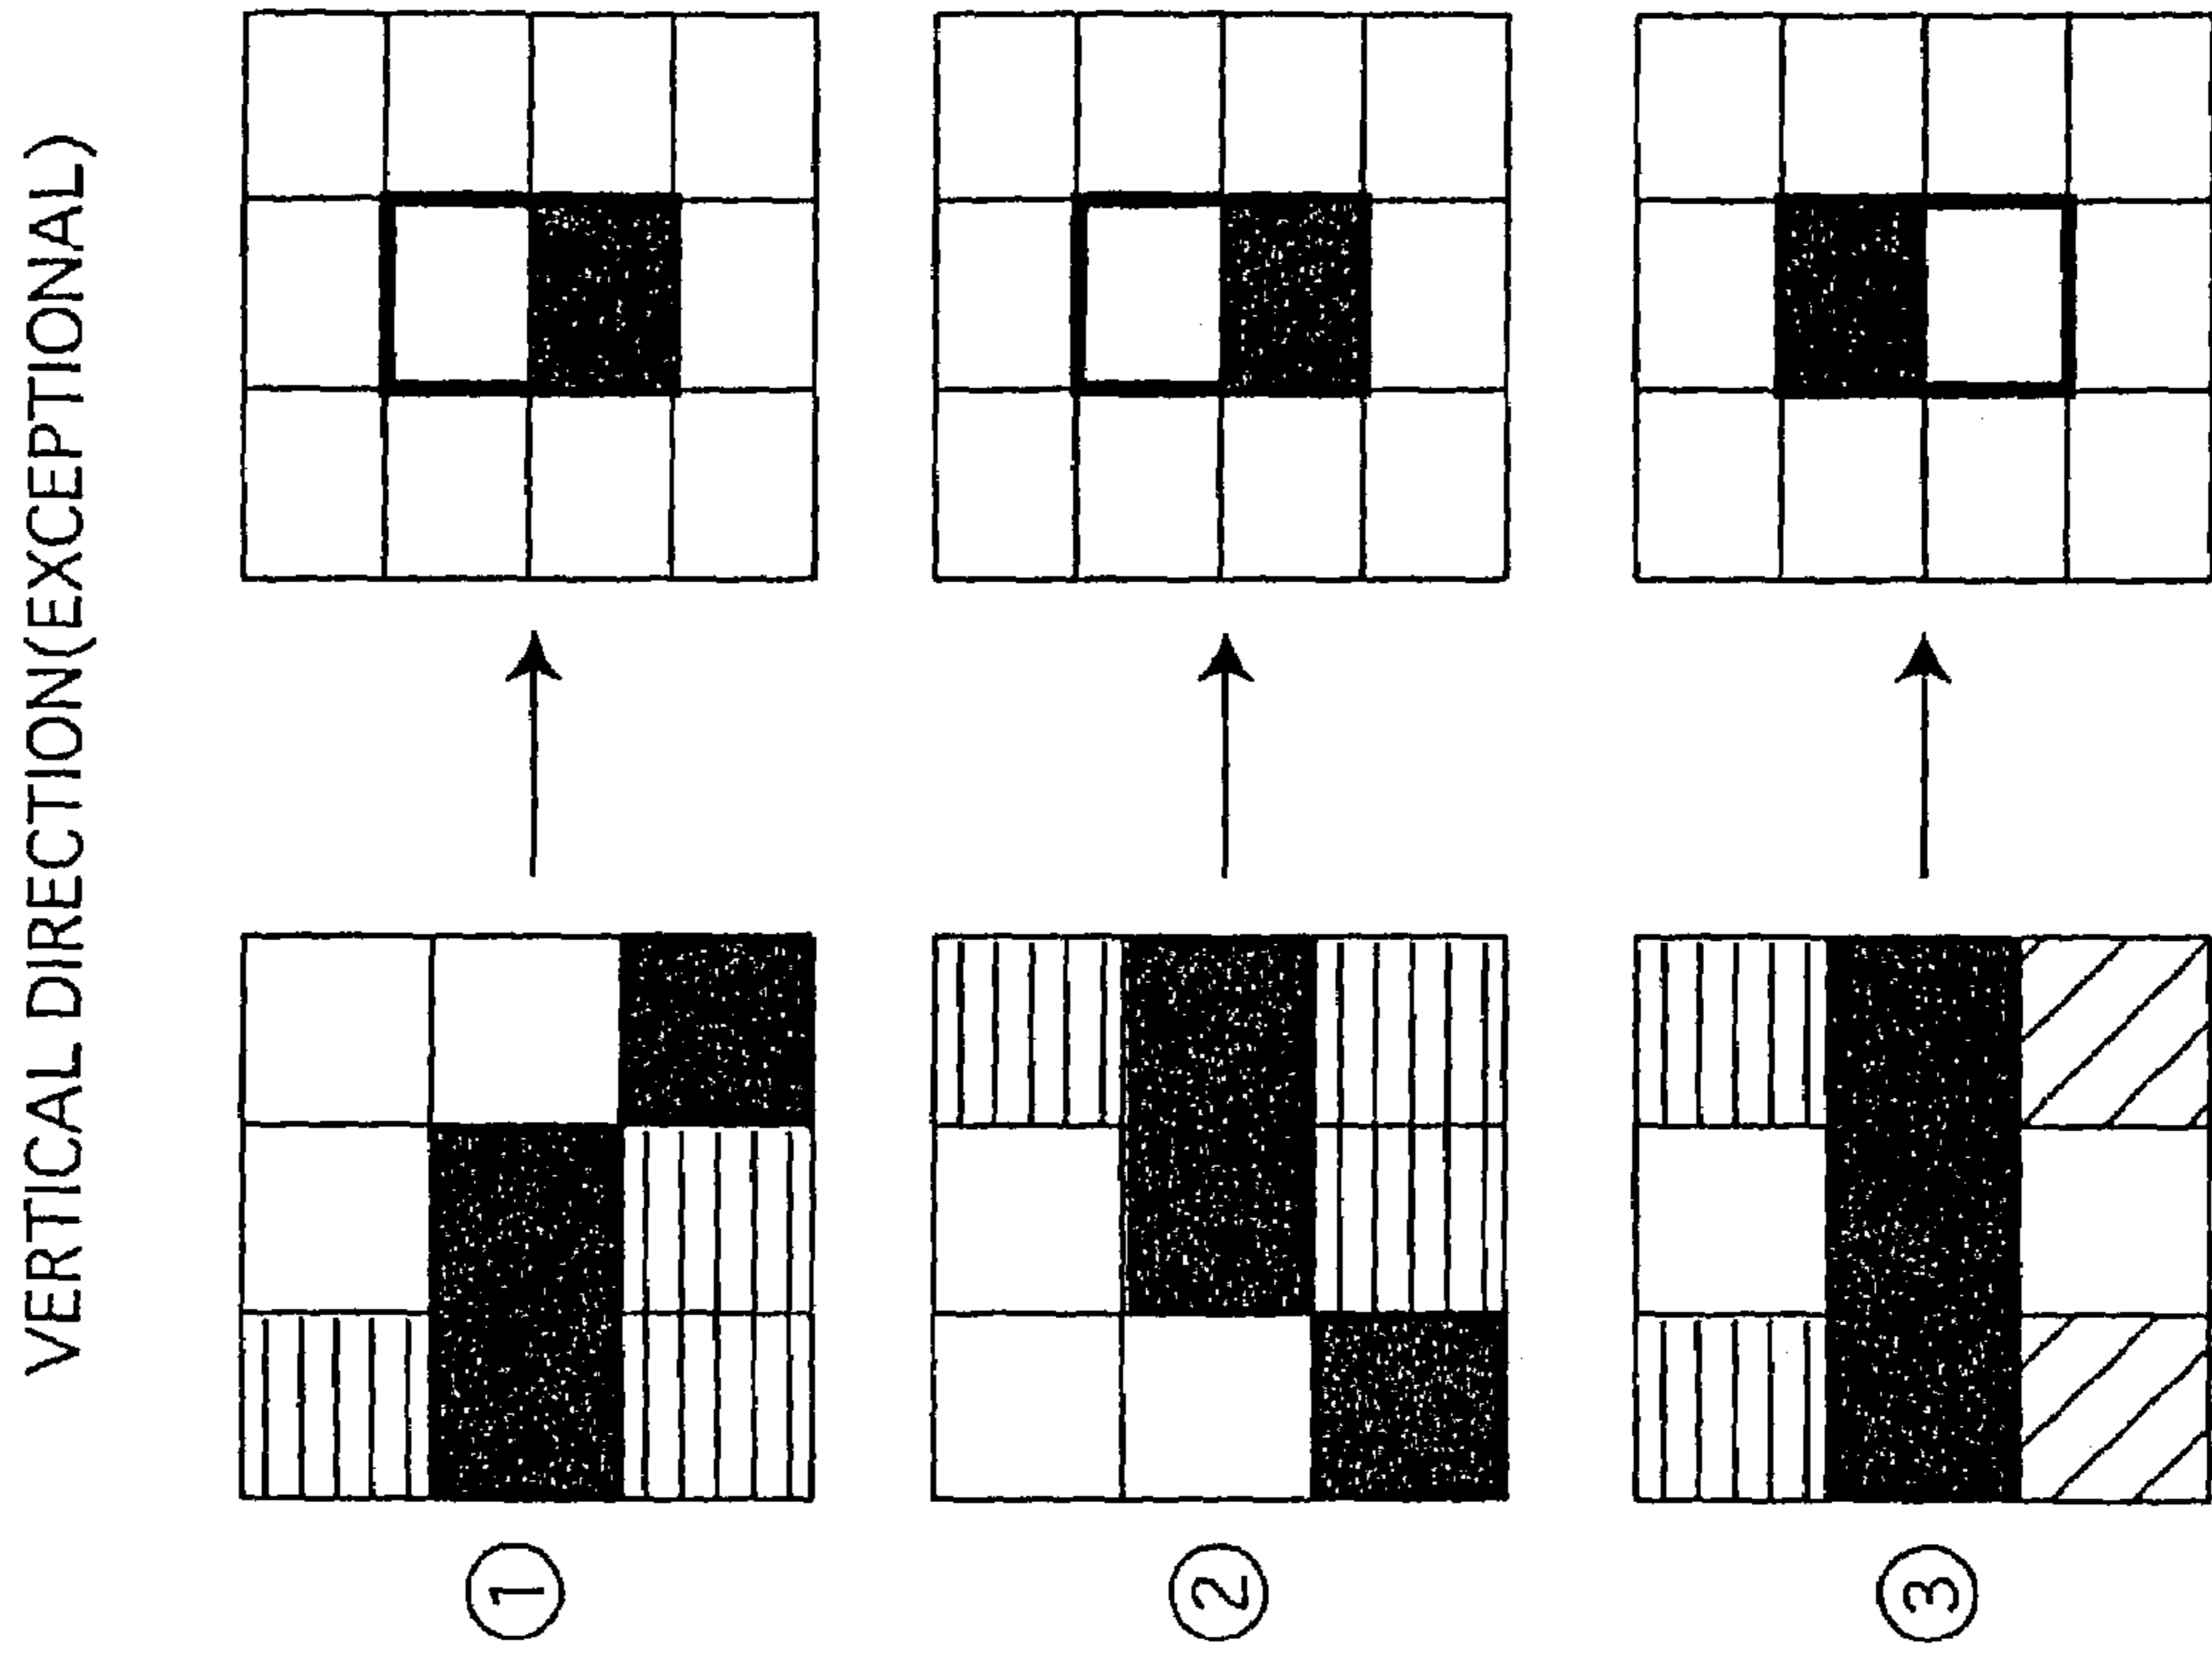 VERTICAL DIRECTION(EXCEPTIONAL)
①
②
③